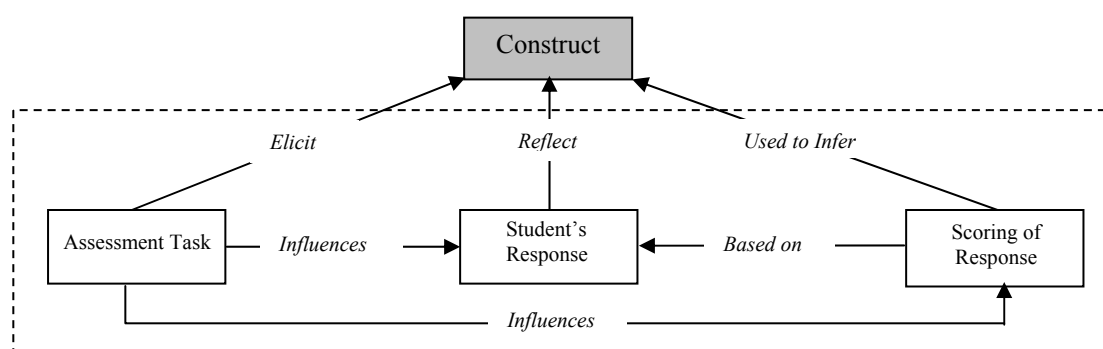 Construct
Elicit
Reflect
Used to Infer
Assessment Task
Influences
Student’s
Response
Based on
Scoring of
Response
Influences